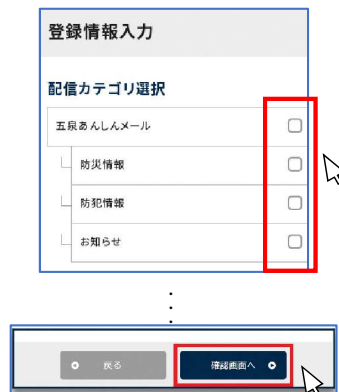 登録情報入力
配信カテゴリ選択
五泉あんしんメール
防災情報
防犯情報
お知らせ
戻る
確認画面へ